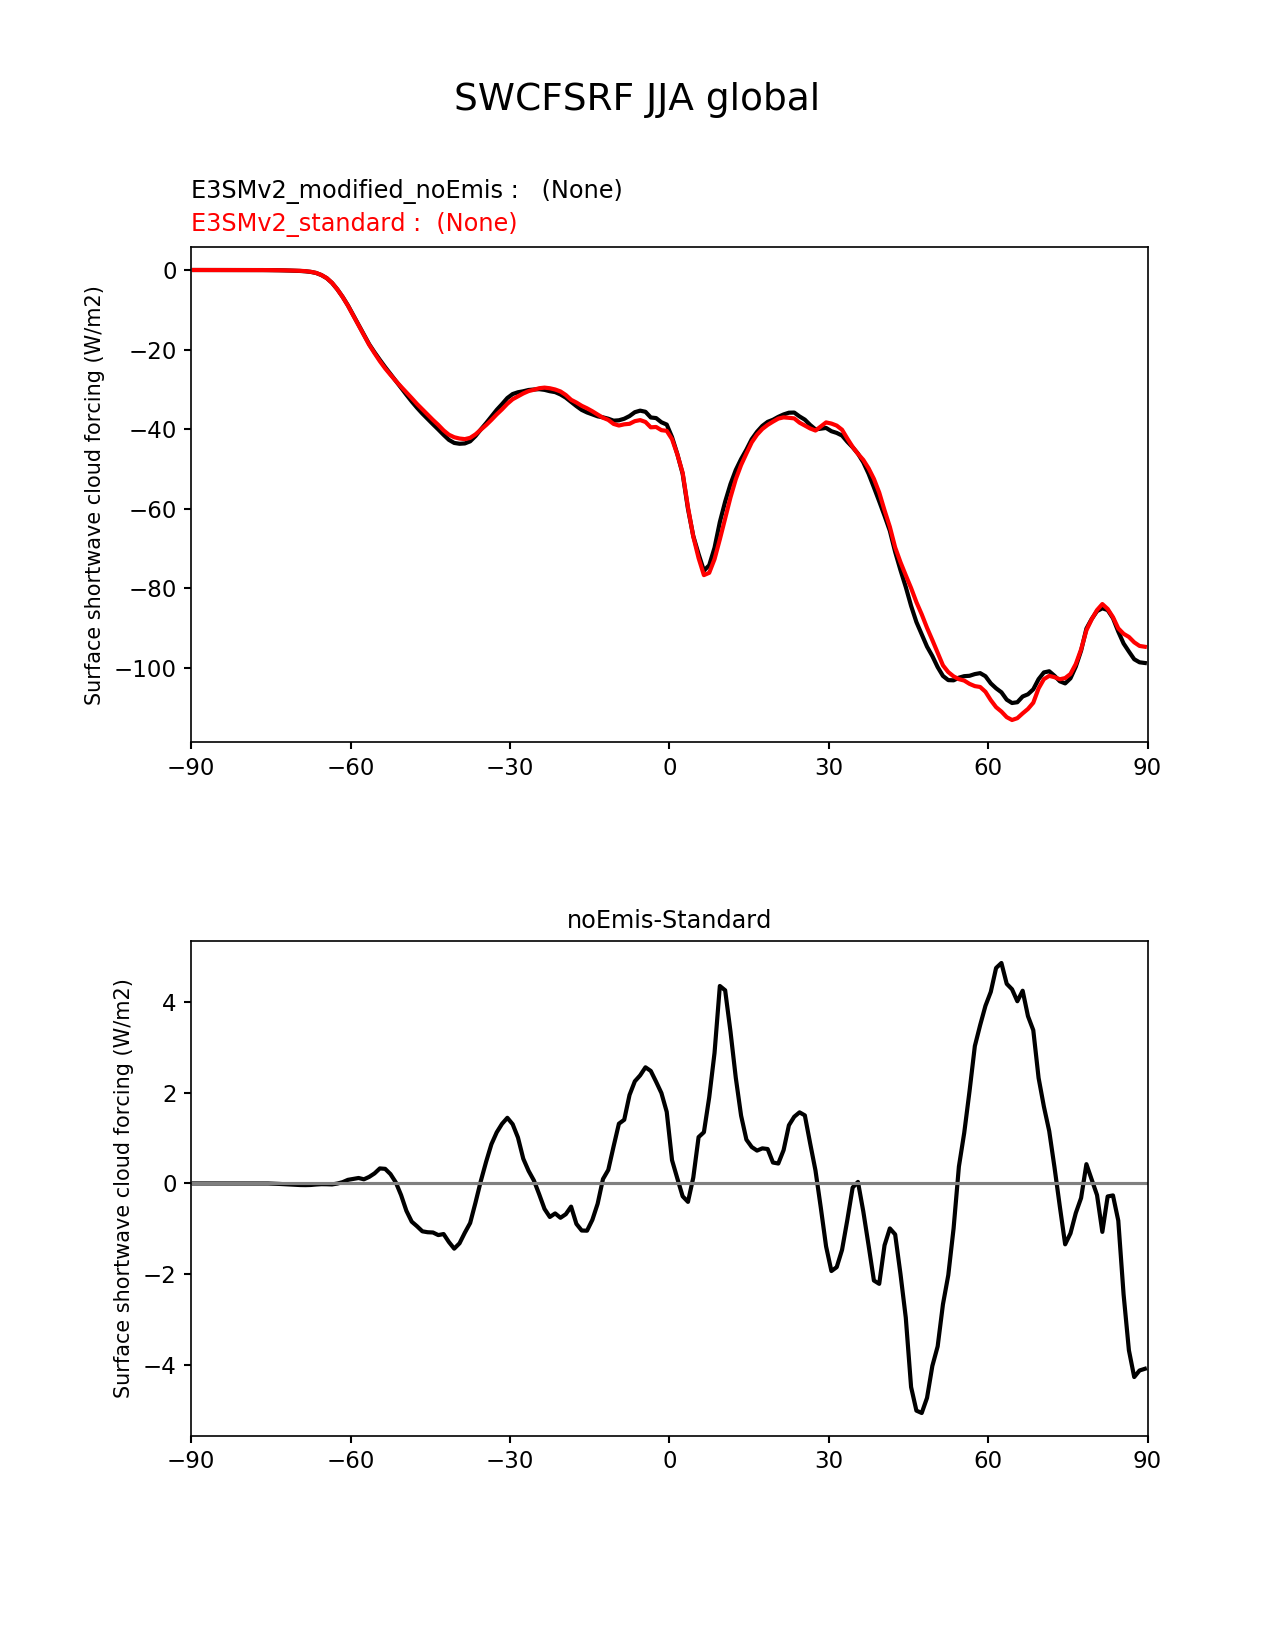 SWCFSRF JJA global
E3SMv2_modified_noEmis : (None)
E3SMv2_standard : (None)
Surface shortwave cloud forcing (W/m2)
0
−20
−40
−60
−80
−100
−90 −60 −30 0 30 60 90
noEmis-Standard
Surface shortwave cloud forcing (W/m2)
4
2
0
−2
−4
−90 −60 −30 0 30 60 90